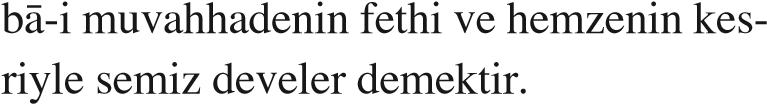 bā-i muvahhadenin fethi ve hemzenin kes-
riyle semiz develer demektir.